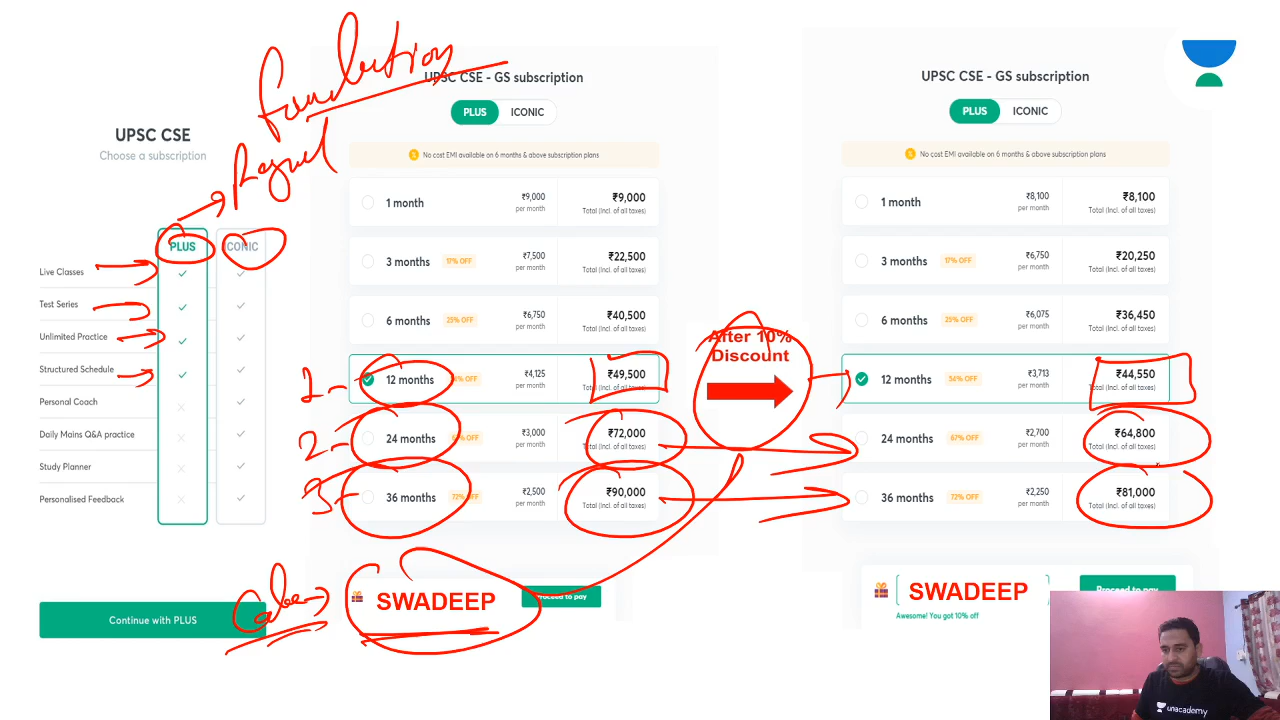 Foundation
UPSC CSE
Choose a subscription
PLUS
ICONIC
Live Classes
Test Series
Unlimited Practice
Structured Schedule
Personal Coach
Daily Mains Q&A practice
Study Planner
Personalised Feedback
Continue with PLUS
UPSC CSE - GS subscription
PLUS ICONIC
No cost EMI available on 6 months & above subscription plans
1 month ₹9,000 ₹9,000
per month Total (Incl. of all taxes)
3 months 17% OFF ₹7,500 ₹22,500
per month Total (Incl. of all taxes)
6 months 25% OFF ₹6,750 ₹40,500
per month Total (Incl. of all taxes)
1 12 months ₹4,125 ₹49,500
per month Total (Incl. of all taxes)
2 24 months OFF ₹3,000 ₹72,000
per month Total (Incl. of all taxes)
3 36 months 72% OFF ₹2,500 ₹90,000
per month Total (Incl. of all taxes)
SWADEEP Proceed to pay
After 10%
Discount
UPSC CSE - GS subscription
PLUS ICONIC
No cost EMI available on 6 months & above subscription plans
1 month ₹8,100 ₹8,100
per month Total (Incl. of all taxes)
3 months 17% OFF ₹6,750 ₹20,250
per month Total (Incl. of all taxes)
6 months 25% OFF ₹6,075 ₹36,450
per month Total (Incl. of all taxes)
12 months 56% OFF ₹3,713 ₹44,550
per month Total (Incl. of all taxes)
24 months 67% OFF ₹2,700 ₹64,800
per month Total (Incl. of all taxes)
36 months 72% OFF ₹2,250 ₹81,000
per month Total (Incl. of all taxes)
SWADEEP Proceed to pay
Awesome! You got 10% off
unacademy